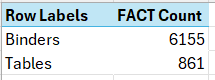 Row Labels FACT Count
Binders 6155
Tables 861